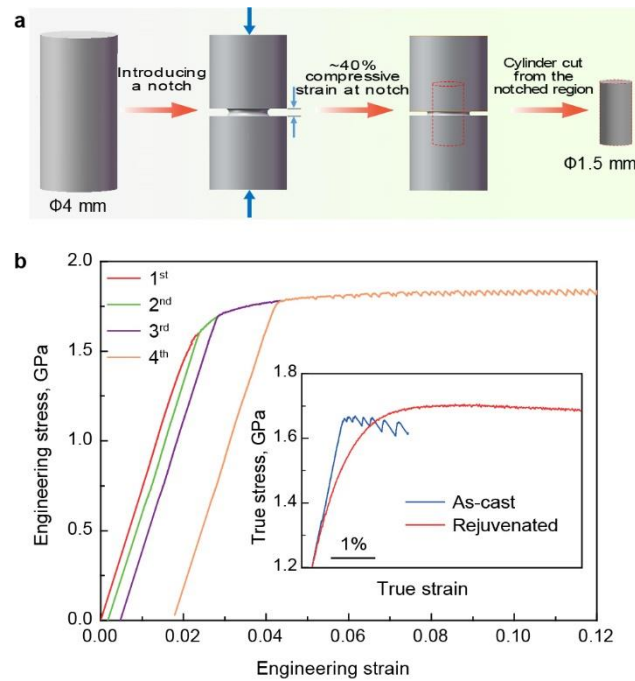 a
Introducing
a notch
~40%
compressive
strain at notch
Cylinder cut
from the
notched region
Φ4 mm
Φ1.5 mm
b
2.0
1.5
1.0
0.5
0.0
Engineering stress, GPa
1st
2nd
3rd
4th
1.8
1.6
1.4
1.2
True stress, GPa
As-cast
Rejuvenated
1%
True strain
0.00
0.02
0.04
0.06
0.08
0.10
0.12
Engineering strain